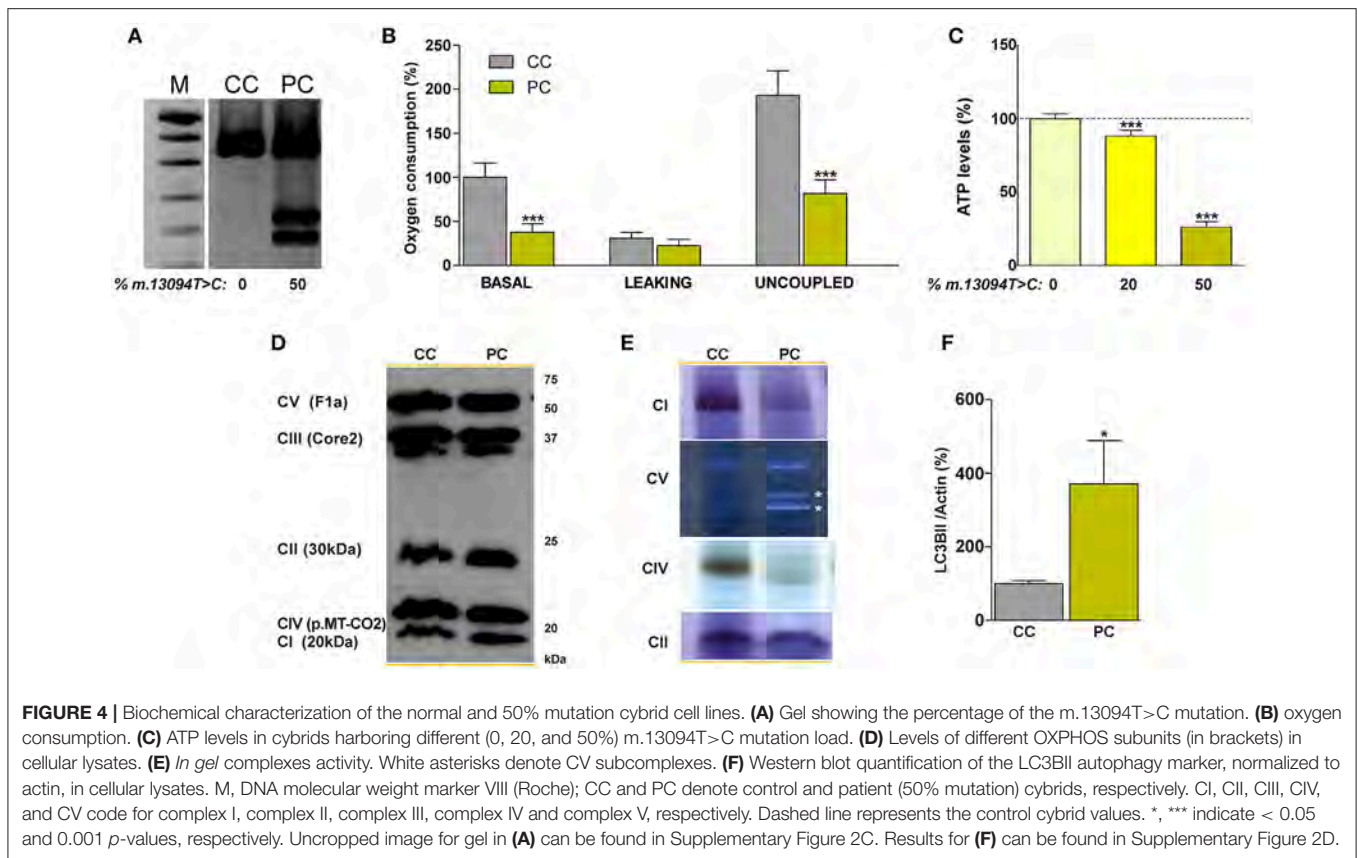 A
M CC PC
% m.13094T>C: 0 50
B
Oxygen consumption (%)
250
200
150
100
50
0
CC
PC
***
***
BASAL LEAKING UNCOUPLED
C
ATP levels (%)
150
100
50
0
***
***
% m.13094T>C: 0 20 50
D
CC PC
CV (F1a)
CIII (Core2)
CII (30kDa)
CIV (p.MT-CO2)
CI (20kDa)
75
50
37
25
20
kDa
E
CC PC
CI
CV
*
*
CIV
CII
F
LC3BII /Actin (%)
600
400
200
0
*
CC PC
FIGURE 4 | Biochemical characterization of the normal and 50% mutation cybrid cell lines. (A) Gel showing the percentage of the m.13094T>C mutation. (B) oxygen
consumption. (C) ATP levels in cybrids harboring different (0, 20, and 50%) m.13094T>C mutation load. (D) Levels of different OXPHOS subunits (in brackets) in
cellular lysates. (E) In gel complexes activity. White asterisks denote CV subcomplexes. (F) Western blot quantification of the LC3BII autophagy marker, normalized to
actin, in cellular lysates. M, DNA molecular weight marker VIII (Roche); CC and PC denote control and patient (50% mutation) cybrids, respectively. CI, CII, CIII, CIV,
and CV code for complex I, complex II, complex III, complex IV and complex V, respectively. Dashed line represents the control cybrid values. *, *** indicate < 0.05
and 0.001 p-values, respectively. Uncropped image for gel in (A) can be found in Supplementary Figure 2C. Results for (F) can be found in Supplementary Figure 2D.